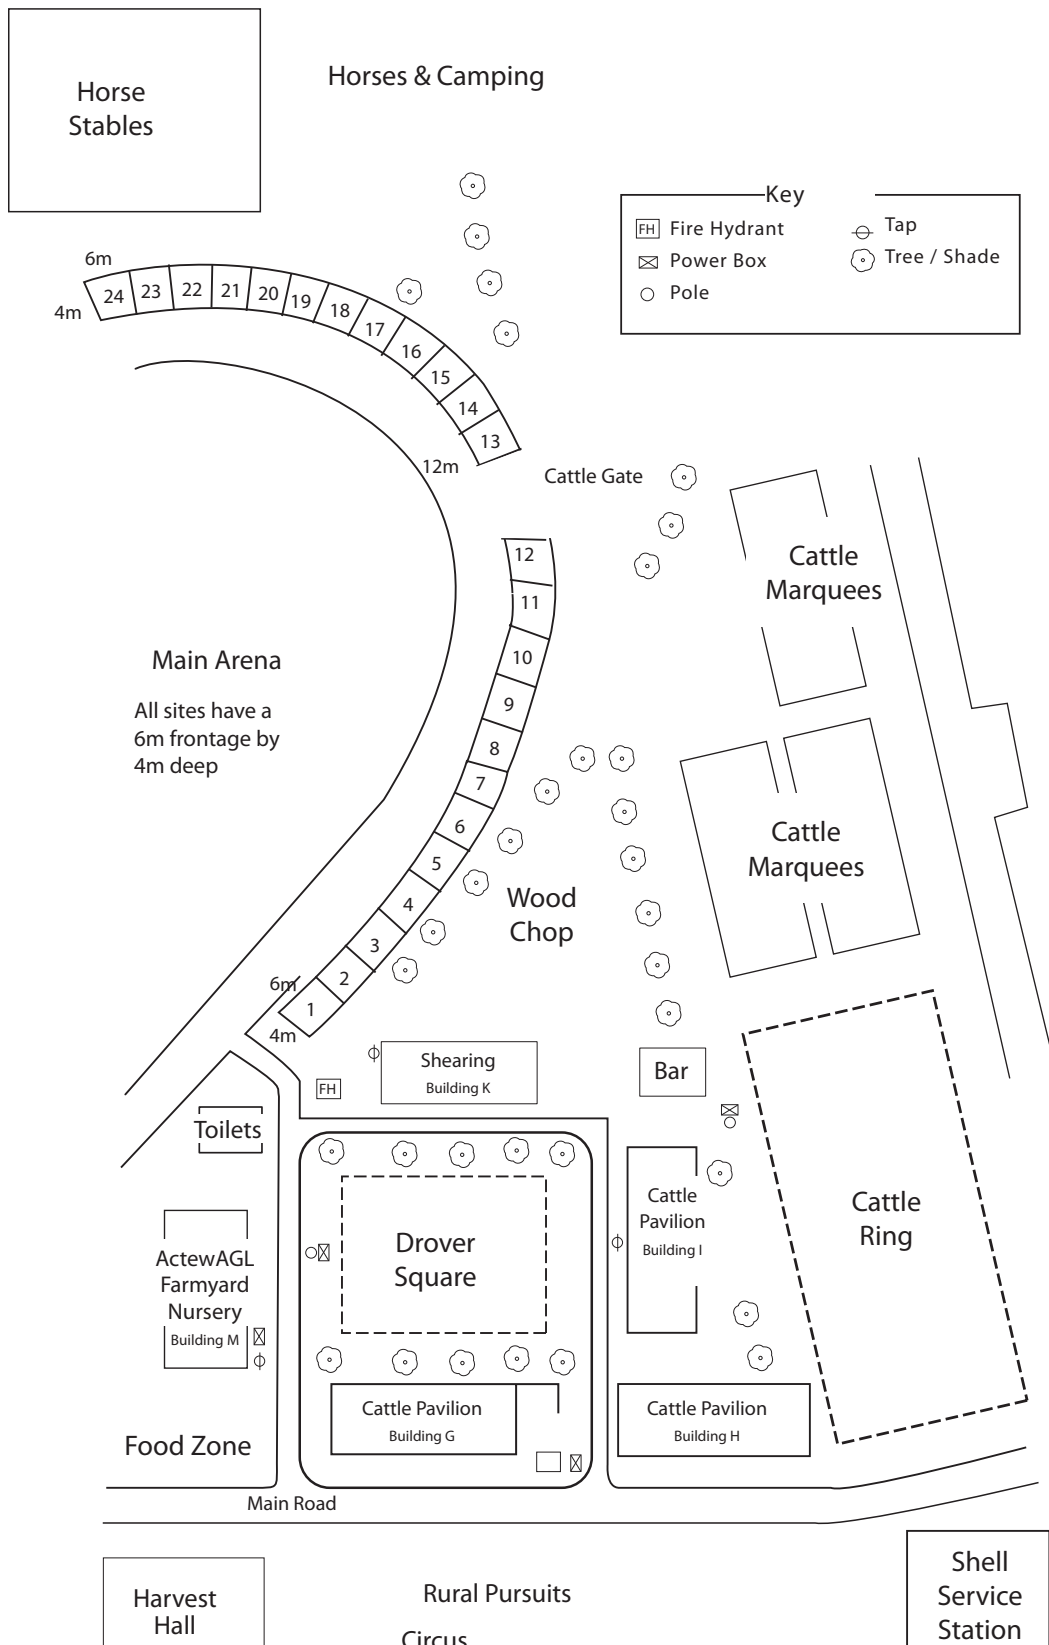 Horse
Stables
Horses & Camping
Key
FH Fire Hydrant
Tap
Power Box
Tree / Shade
Pole
6m
4m
24
23
22
21
20
19
18
17
16
15
14
13
12m
Cattle Gate
12
11
10
9
8
7
6
5
4
3
2
1
6m
4m
Cattle
Marquees
Main Arena
All sites have a
6m frontage by
4m deep
Cattle
Marquees
Wood
Chop
Shearing
Building K
Bar
FH
Toilets
Cattle
Pavilion
Building I
Cattle
Ring
Drover
Square
ActewAGL
Farmyard
Nursery
Building M
Cattle Pavilion
Building G
Cattle Pavilion
Building H
Food Zone
Main Road
Harvest
Hall
Rural Pursuits
Circus
Shell
Service
Station